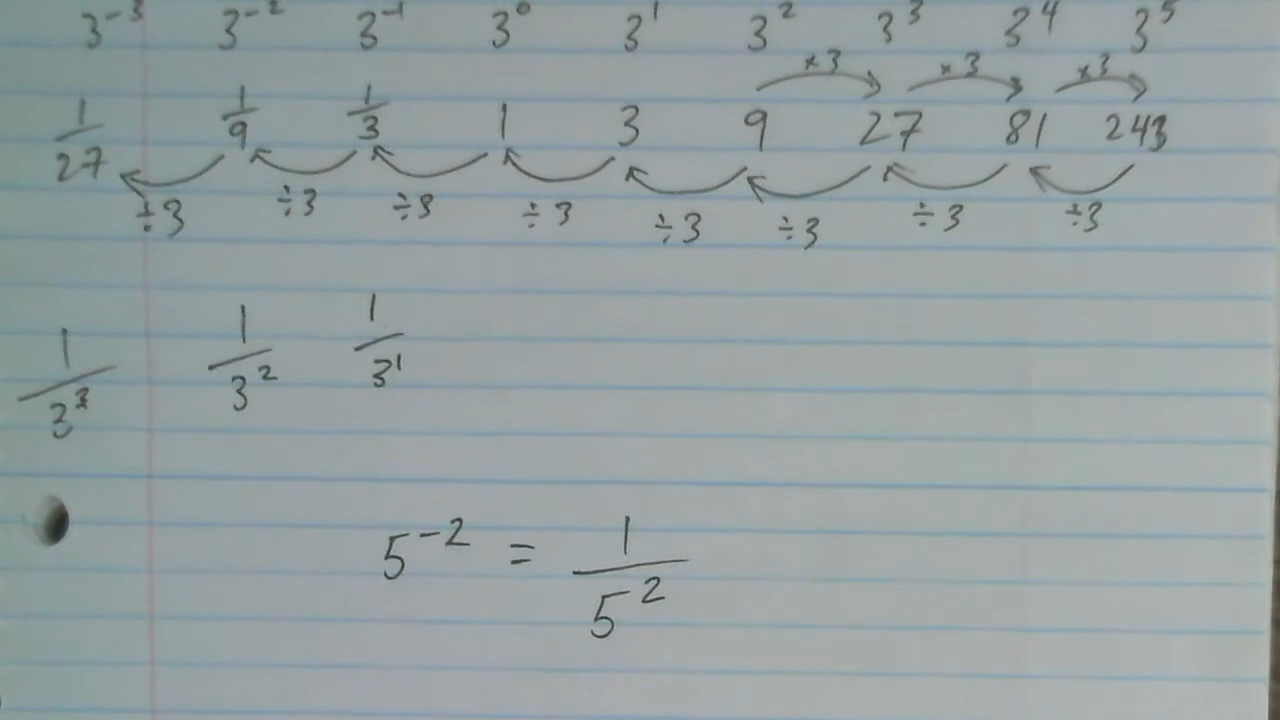 3⁻³ 3⁻² 3⁻¹ 3⁰ 3¹ 3² 3³ 3⁴ 3⁵
×3 ×3 ×3
1/27 1/9 1/3 1 3 9 27 81 243
÷3 ÷3 ÷3 ÷3 ÷3 ÷3 ÷3 ÷3
1/3³ 1/3² 1/3¹
5⁻² = 1/5²